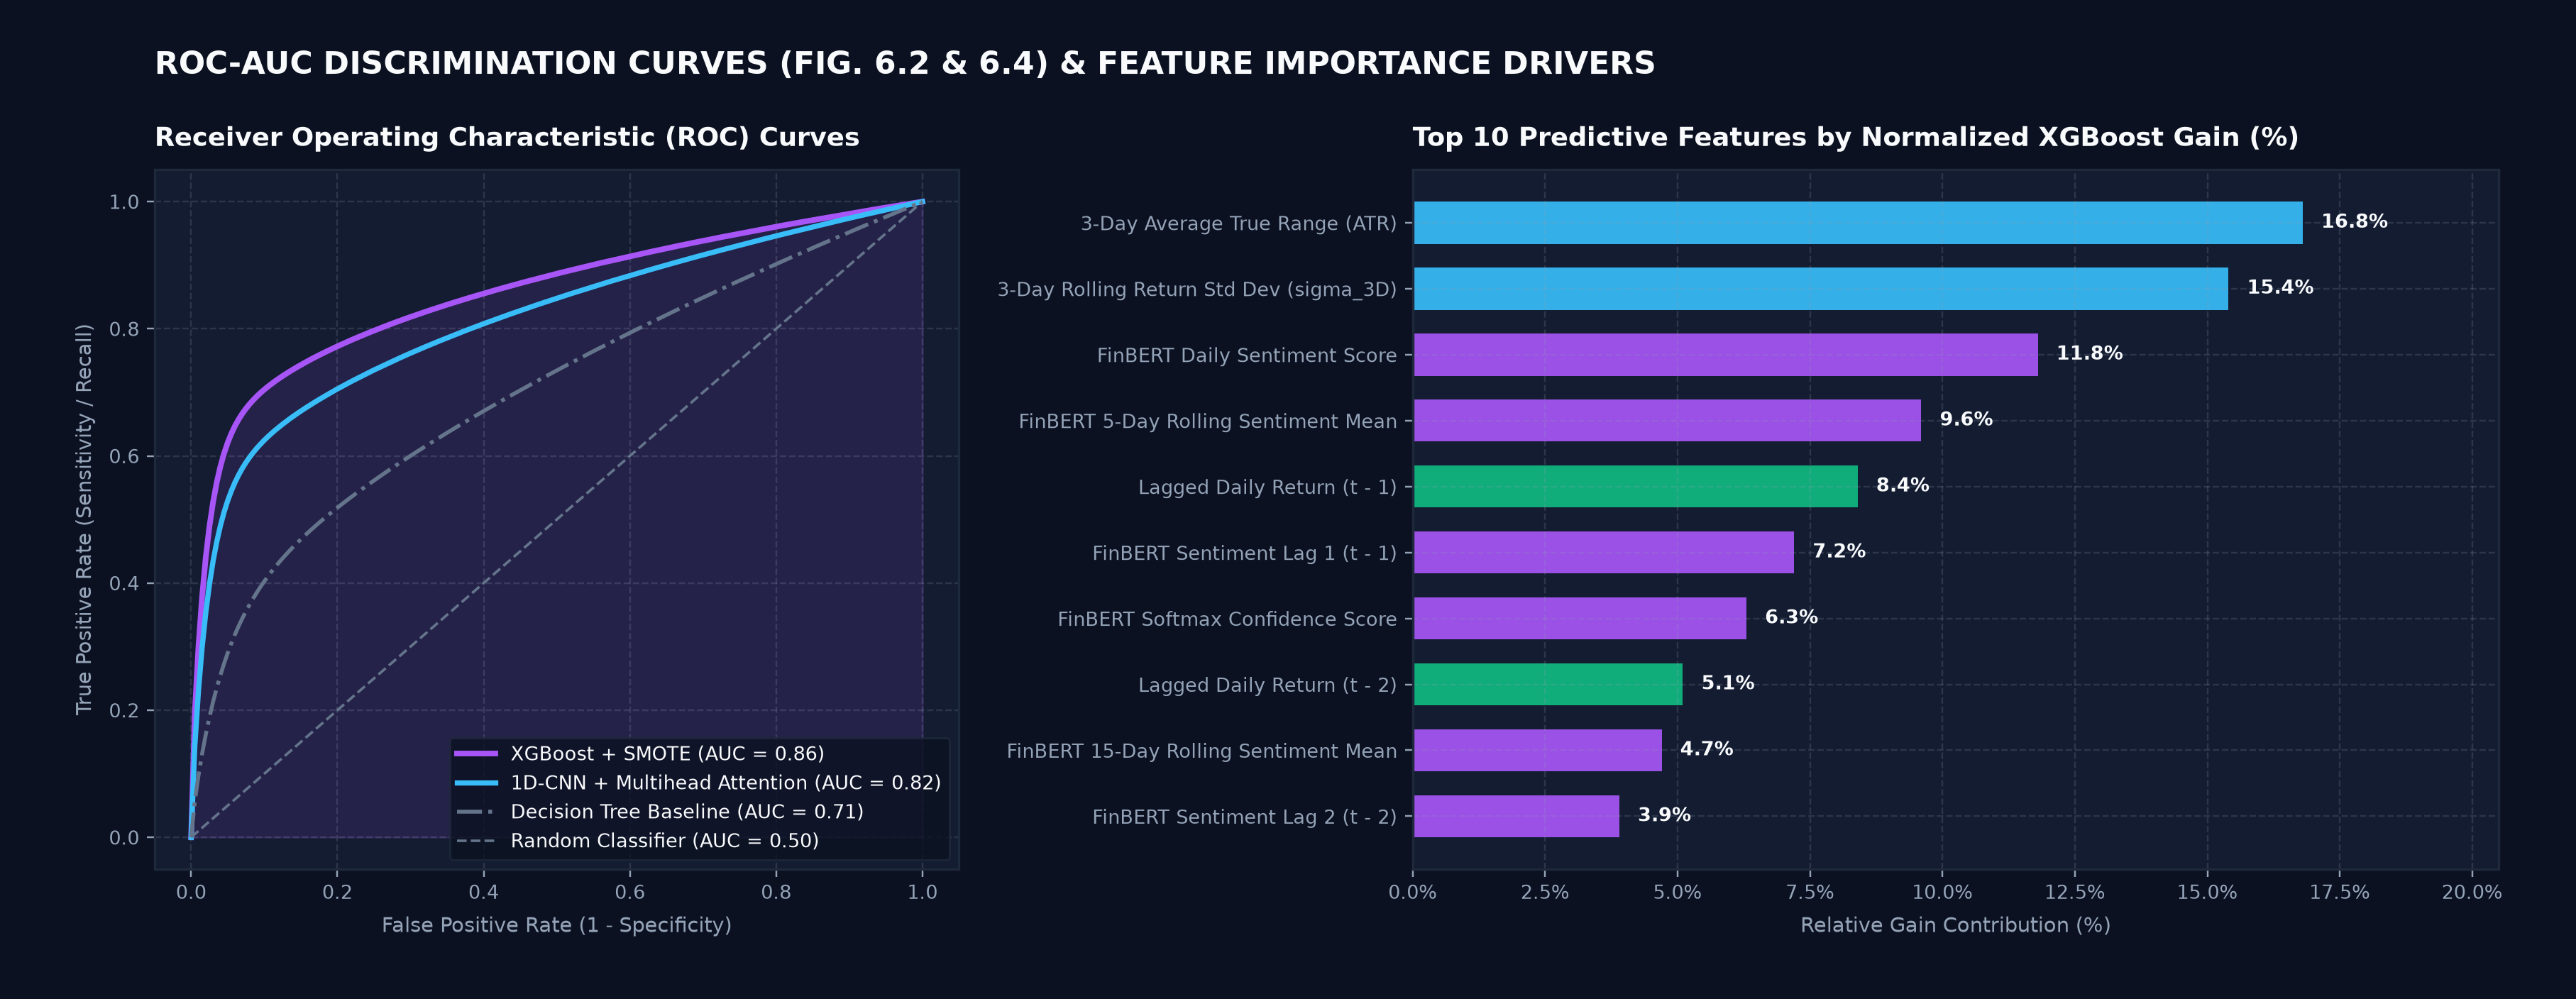 ROC-AUC DISCRIMINATION CURVES (FIG. 6.2 & 6.4) & FEATURE IMPORTANCE DRIVERS
Receiver Operating Characteristic (ROC) Curves
True Positive Rate (Sensitivity / Recall)
1.0
0.8
0.6
0.4
0.2
0.0
XGBoost + SMOTE (AUC = 0.86)
1D-CNN + Multihead Attention (AUC = 0.82)
Decision Tree Baseline (AUC = 0.71)
Random Classifier (AUC = 0.50)
0.0 0.2 0.4 0.6 0.8 1.0
False Positive Rate (1 - Specificity)
Top 10 Predictive Features by Normalized XGBoost Gain (%)
3-Day Average True Range (ATR) 16.8%
3-Day Rolling Return Std Dev (sigma_3D) 15.4%
FinBERT Daily Sentiment Score 11.8%
FinBERT 5-Day Rolling Sentiment Mean 9.6%
Lagged Daily Return (t - 1) 8.4%
FinBERT Sentiment Lag 1 (t - 1) 7.2%
FinBERT Softmax Confidence Score 6.3%
Lagged Daily Return (t - 2) 5.1%
FinBERT 15-Day Rolling Sentiment Mean 4.7%
FinBERT Sentiment Lag 2 (t - 2) 3.9%
0.0% 2.5% 5.0% 7.5% 10.0% 12.5% 15.0% 17.5% 20.0%
Relative Gain Contribution (%)